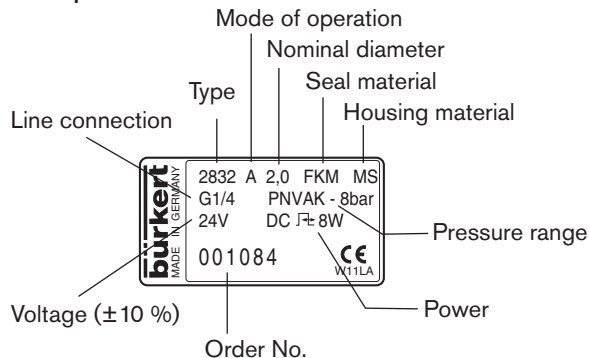 Mode of operation
Nominal diameter
Type
Seal material
Housing material
Line connection
bürkert
MADE IN GERMANY
2832 A 2,0 FKM MS
G1/4 PNVAK - 8bar
24V DC 8W
001084
CE
W11LA
Pressure range
Power
Voltage (±10 %)
Order No.